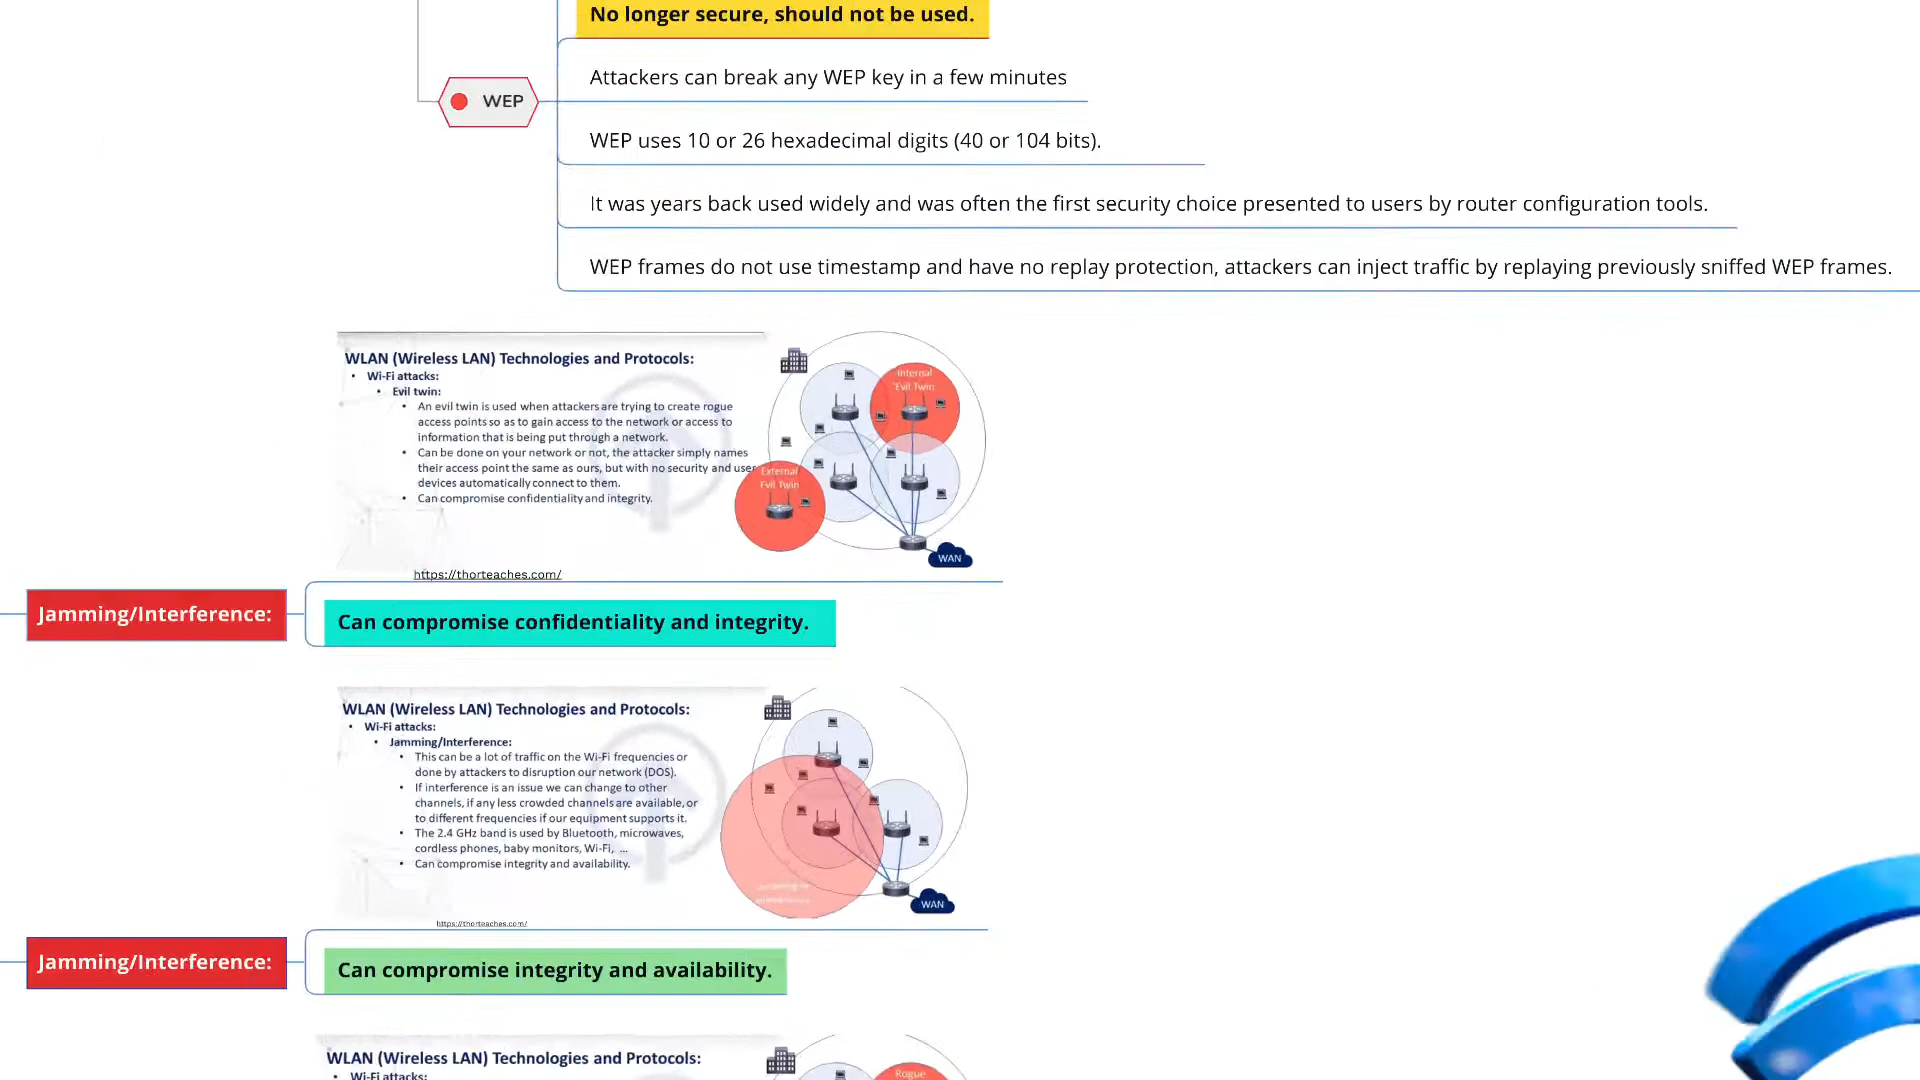 No longer secure, should not be used.
Attackers can break any WEP key in a few minutes
WEP
WEP uses 10 or 26 hexadecimal digits (40 or 104 bits).
It was years back used widely and was often the first security choice presented to users by router configuration tools.
WEP frames do not use timestamp and have no replay protection, attackers can inject traffic by replaying previously sniffed WEP frames.
WLAN (Wireless LAN) Technologies and Protocols:
• Wi-Fi attacks:
• Evil twin:
• An evil twin is used when attackers are trying to create rogue
access points so as to gain access to the network or access to
information that is being put through a network.
• Can be done on your network or not, the attacker simply names
their access point the same as ours, but with no security and user
devices automatically connect to them.
• Can compromise confidentiality and integrity.
Internal
Evil Twin
External
Evil Twin
WAN
https://thorteaches.com/
Jamming/Interference:
Can compromise confidentiality and integrity.
WLAN (Wireless LAN) Technologies and Protocols:
• Wi-Fi attacks:
• Jamming/Interference:
• This can be a lot of traffic on the Wi-Fi frequencies or
done by attackers to disruption our network (DOS).
• If interference is an issue we can change to other
channels, if any less crowded channels are available, or
to different frequencies if our equipment supports it.
• The 2.4 GHz band is used by Bluetooth, microwaves,
cordless phones, baby monitors, Wi-Fi, ...
• Can compromise integrity and availability.
WAN
https://thorteaches.com/
Jamming/Interference:
Can compromise integrity and availability.
WLAN (Wireless LAN) Technologies and Protocols:
• Wi-Fi attacks:
Rogue